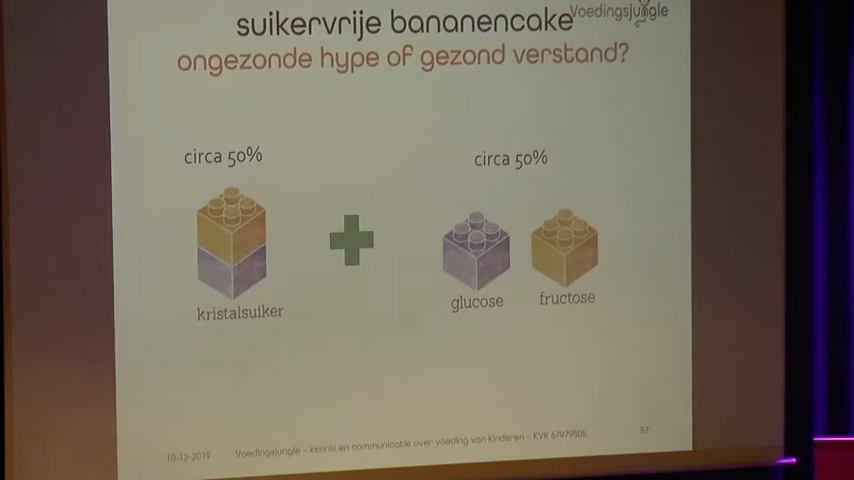 suikervrije bananencake
Voedingsjungle
ongezonde hype of gezond verstand?
circa 50%
circa 50%
kristalsuiker
glucose
fructose
10-12-2019
Voedingsjungle - kennis en communicatie over voeding van kinderen - KVK 67979505
57